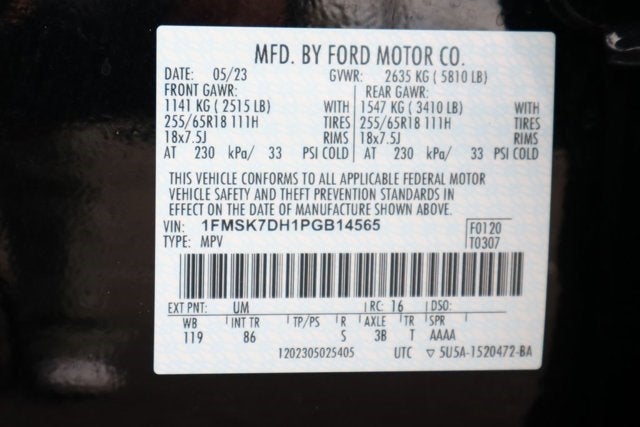 MFD. BY FORD MOTOR CO.
DATE: 05/23 GVWR: 2635 KG ( 5810 LB)
FRONT GAWR: REAR GAWR:
1141 KG ( 2515 LB) WITH 1547 KG ( 3410 LB) WITH
255/65R18 111H TIRES 255/65R18 111H TIRES
18x7.5J RIMS 18x7.5J RIMS
AT 230 kPa/ 33 PSI COLD AT 230 kPa/ 33 PSI COLD
THIS VEHICLE CONFORMS TO ALL APPLICABLE FEDERAL MOTOR
VEHICLE SAFETY AND THEFT PREVENTION STANDARDS IN
EFFECT ON THE DATE OF MANUFACTURE SHOWN ABOVE.
VIN: 1FMSK7DH1PGB14565 F0120
TYPE: MPV T0307
EXT PNT: UM RC: 16 DSO:
WB INT TR TP/PS R AXLE TR SPR
119 86 S 3B T AAAA
1202305025405 UTC ▽ 5U5A-1520472-BA